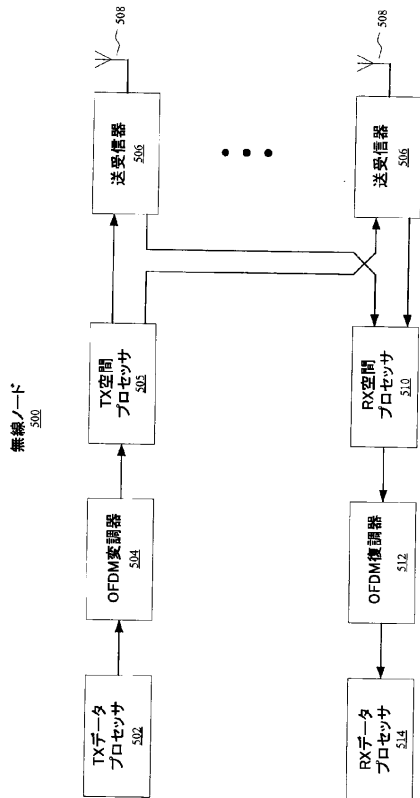 無線ノード
500
TXデータ
プロセッサ
502
OFDM変調器
504
TX空間
プロセッサ
505
送受信器
506
508
RXデータ
プロセッサ
514
OFDM復調器
512
RX空間
プロセッサ
510
送受信器
506
508